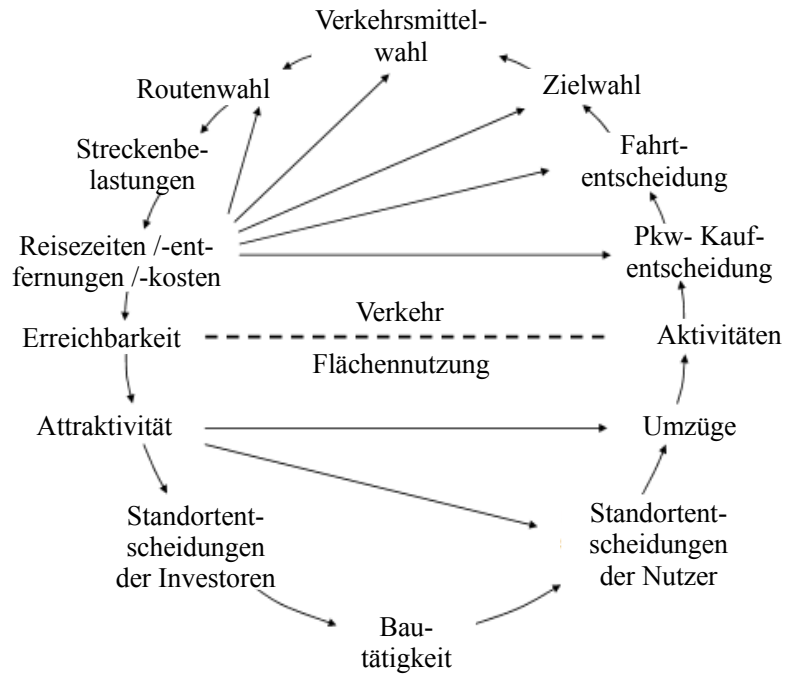 Verkehrsmittel-
wahl
Routenwahl
Zielwahl
Streckenbe-
lastungen
Fahrt-
entscheidung
Reisezeiten /-ent-
fernungen /-kosten
Pkw- Kauf-
entscheidung
Verkehr
Erreichbarkeit
Aktivitäten
Flächennutzung
Attraktivität
Umzüge
Standortent-
scheidungen
der Investoren
Standortent-
scheidungen
der Nutzer
Bau-
tätigkeit